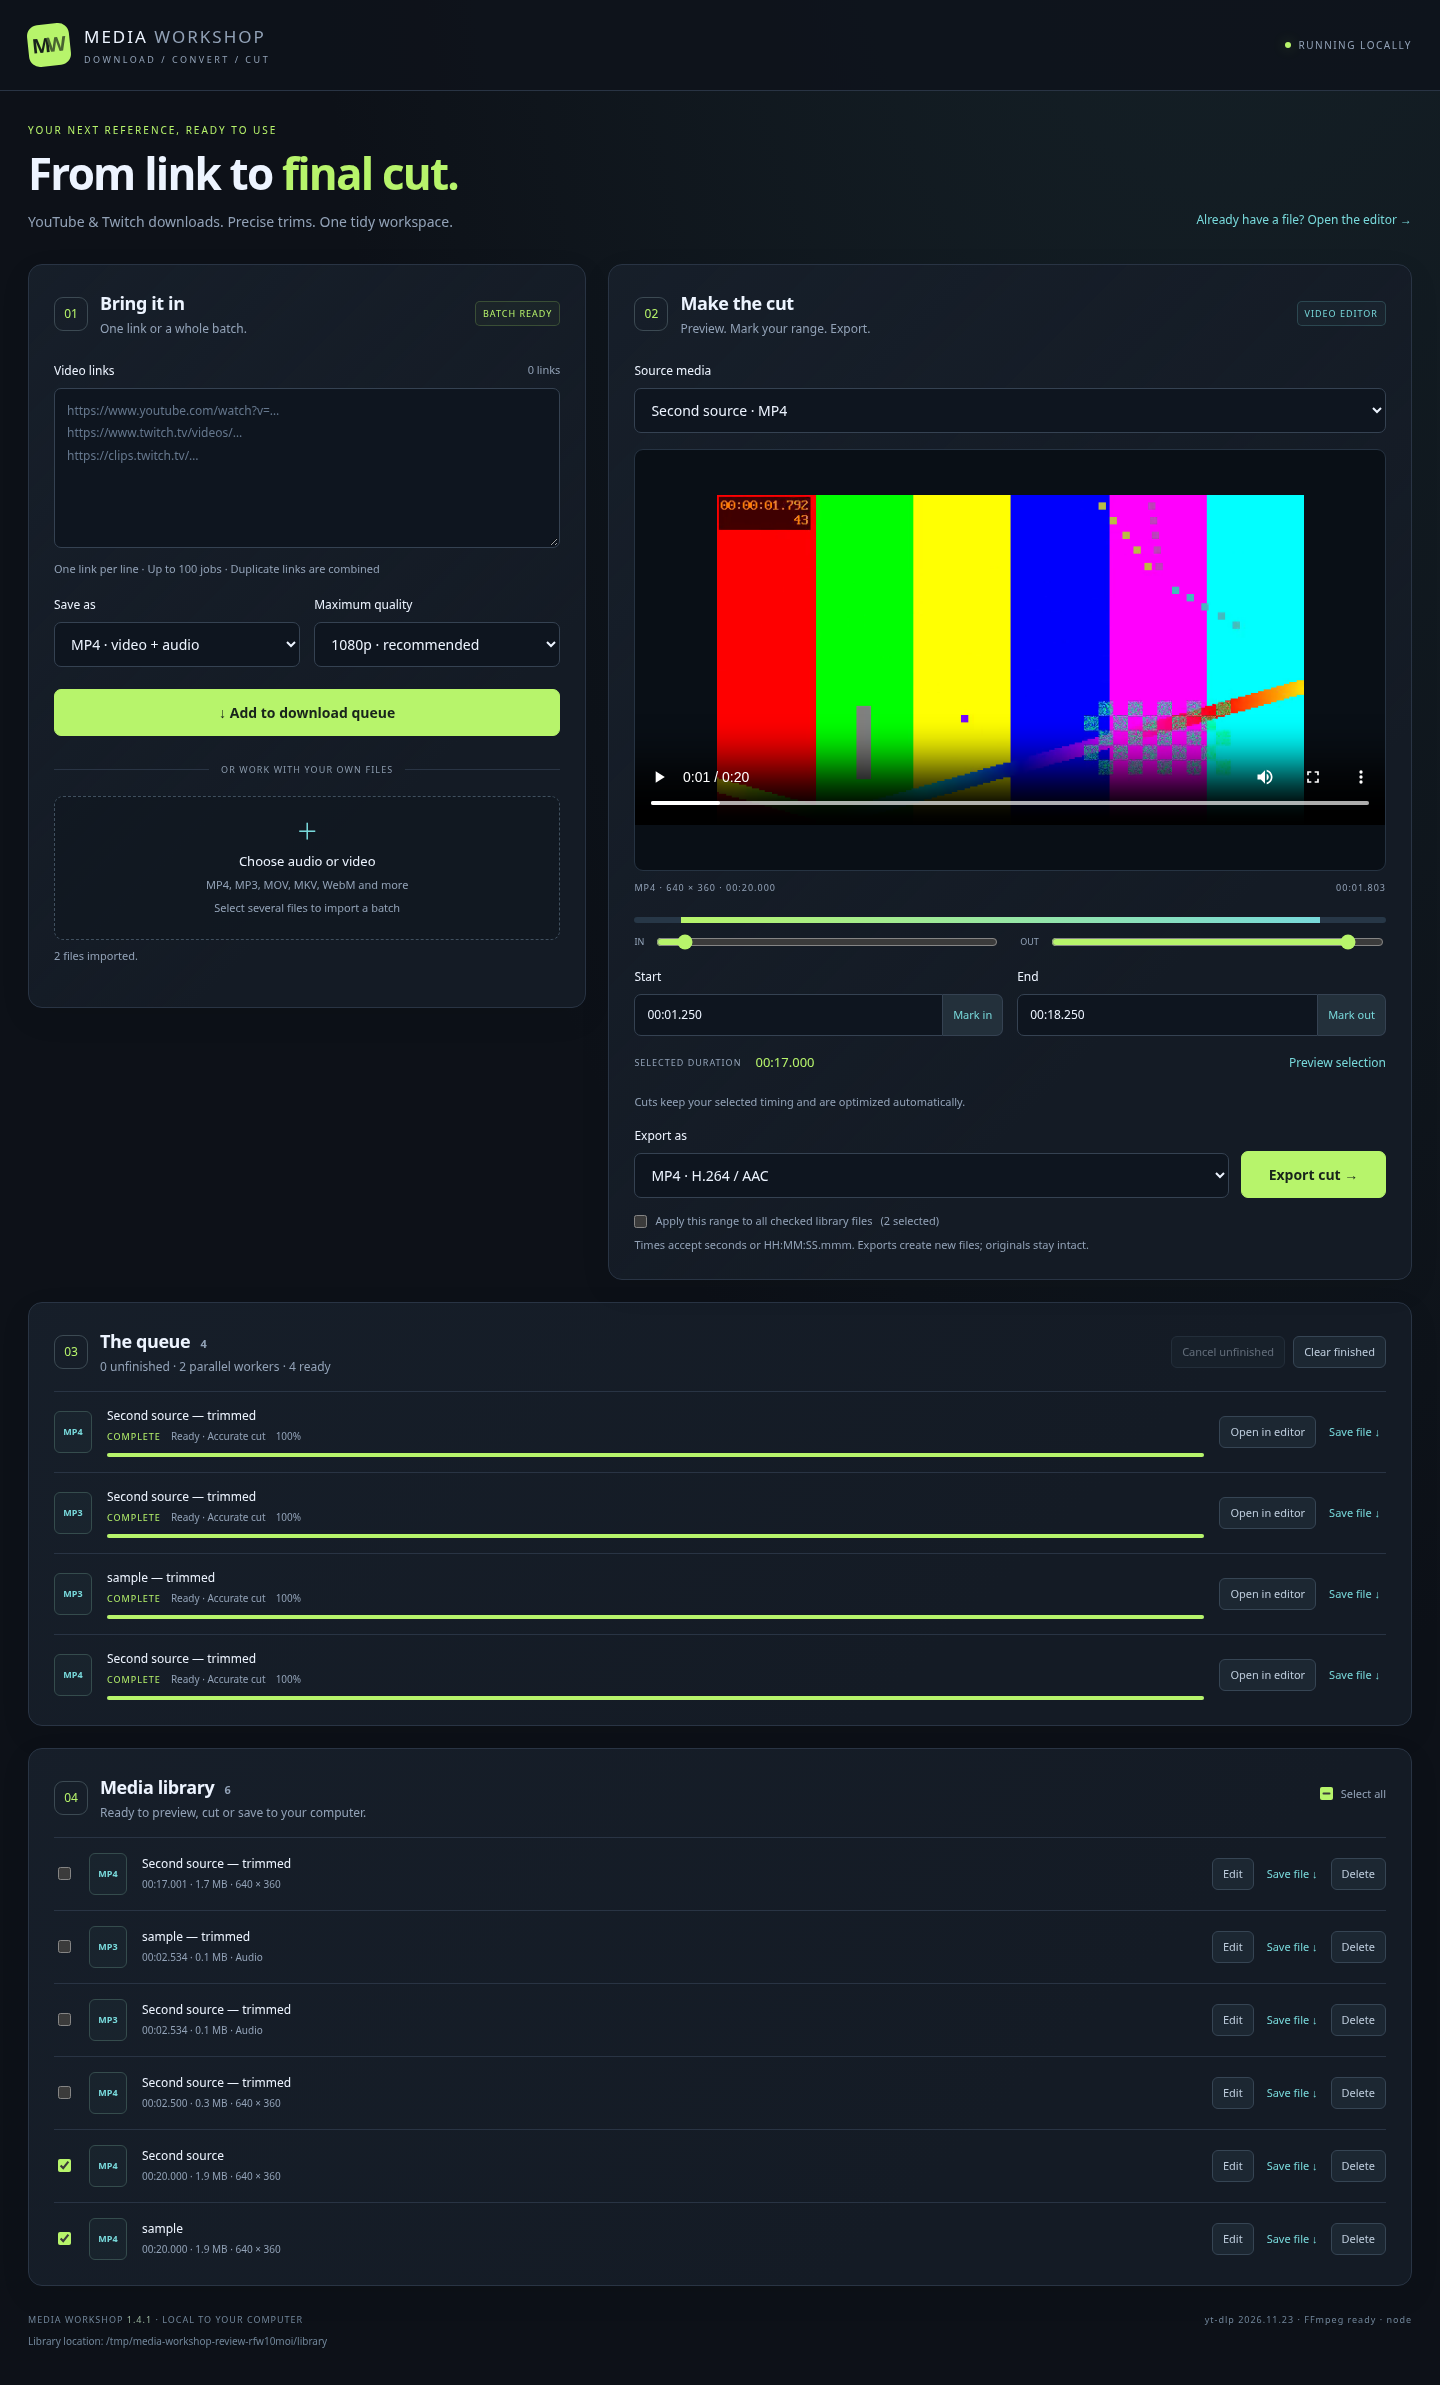 MW
MEDIA WORKSHOP
DOWNLOAD / CONVERT / CUT
RUNNING LOCALLY
YOUR NEXT REFERENCE, READY TO USE
From link to final cut.
YouTube & Twitch downloads. Precise trims. One tidy workspace.
Already have a file? Open the editor →
01
Bring it in
One link or a whole batch.
BATCH READY
Video links
0 links
https://www.youtube.com/watch?v=...
https://www.twitch.tv/videos/...
https://clips.twitch.tv/...
One link per line · Up to 100 jobs · Duplicate links are combined
Save as
Maximum quality
MP4 · video + audio
1080p · recommended
↓ Add to download queue
OR WORK WITH YOUR OWN FILES
+
Choose audio or video
MP4, MP3, MOV, MKV, WebM and more
Select several files to import a batch
2 files imported.
02
Make the cut
Preview. Mark your range. Export.
VIDEO EDITOR
Source media
Second source · MP4
00:00:01.792
43
0:01 / 0:20
MP4 · 640 × 360 · 00:20.000
00:01.803
IN
OUT
Start
End
00:01.250
Mark in
00:18.250
Mark out
SELECTED DURATION 00:17.000
Preview selection
Cuts keep your selected timing and are optimized automatically.
Export as
MP4 · H.264 / AAC
Export cut →
Apply this range to all checked library files (2 selected)
Times accept seconds or HH:MM:SS.mmm. Exports create new files; originals stay intact.
03
The queue 4
0 unfinished · 2 parallel workers · 4 ready
Cancel unfinished
Clear finished
MP4
Second source — trimmed
COMPLETE Ready · Accurate cut 100%
Open in editor
Save file ↓
MP3
Second source — trimmed
COMPLETE Ready · Accurate cut 100%
Open in editor
Save file ↓
MP3
sample — trimmed
COMPLETE Ready · Accurate cut 100%
Open in editor
Save file ↓
MP4
Second source — trimmed
COMPLETE Ready · Accurate cut 100%
Open in editor
Save file ↓
04
Media library 6
Ready to preview, cut or save to your computer.
Select all
MP4
Second source — trimmed
00:17.001 · 1.7 MB · 640 × 360
Edit
Save file ↓
Delete
MP3
sample — trimmed
00:02.534 · 0.1 MB · Audio
Edit
Save file ↓
Delete
MP3
Second source — trimmed
00:02.534 · 0.1 MB · Audio
Edit
Save file ↓
Delete
MP4
Second source — trimmed
00:02.500 · 0.3 MB · 640 × 360
Edit
Save file ↓
Delete
MP4
Second source
00:20.000 · 1.9 MB · 640 × 360
Edit
Save file ↓
Delete
MP4
sample
00:20.000 · 1.9 MB · 640 × 360
Edit
Save file ↓
Delete
MEDIA WORKSHOP 1.4.1 · LOCAL TO YOUR COMPUTER
yt-dlp 2026.11.23 · FFmpeg ready · node
Library location: /tmp/media-workshop-review-rfw10moi/library